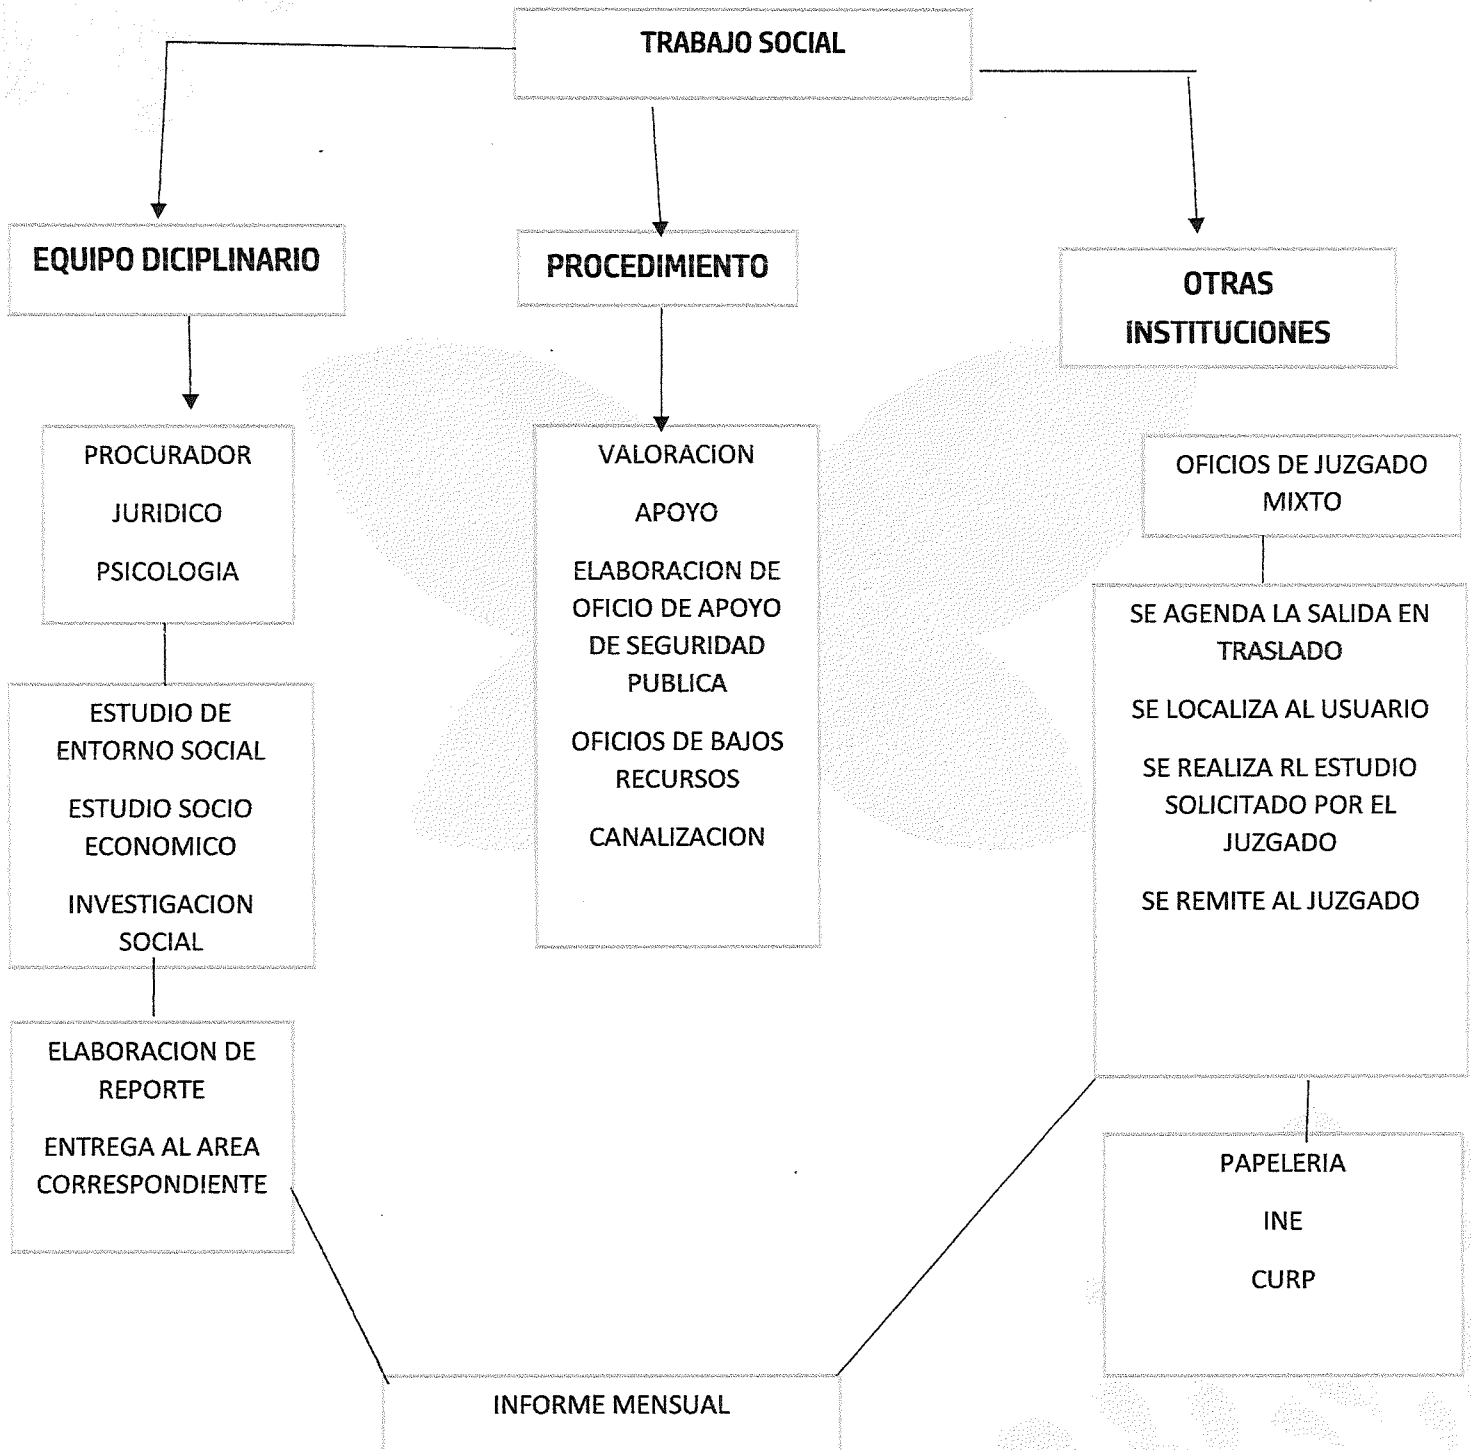 TRABAJO SOCIAL
EQUIPO DICIPLINARIO
PROCURADOR
JURIDICO
PSICOLOGIA
ESTUDIO DE
ENTORNO SOCIAL
ESTUDIO SOCIO
ECONOMICO
INVESTIGACION
SOCIAL
ELABORACION DE
REPORTE
ENTREGA AL AREA
CORRESPONDIENTE
PROCEDIMIENTO
VALORACION
APOYO
ELABORACION DE
OFICIO DE APOYO
DE SEGURIDAD
PUBLICA
OFICIOS DE BAJOS
RECURSOS
CANALIZACION
OTRAS
INSTITUCIONES
OFICIOS DE JUZGADO
MIXTO
SE AGENDA LA SALIDA EN
TRASLADO
SE LOCALIZA AL USUARIO
SE REALIZA RL ESTUDIO
SOLICITADO POR EL
JUZGADO
SE REMITE AL JUZGADO
PAPELERIA
INE
CURP
INFORME MENSUAL